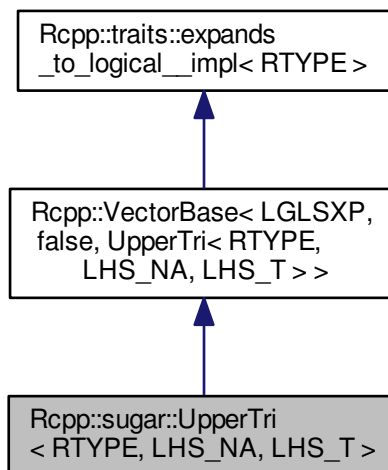 Rcpp::traits::expands
_to_logical__impl< RTYPE >
Rcpp::VectorBase< LGLSXP,
false, UpperTri< RTYPE,
LHS_NA, LHS_T > >
Rcpp::sugar::UpperTri
< RTYPE, LHS_NA, LHS_T >